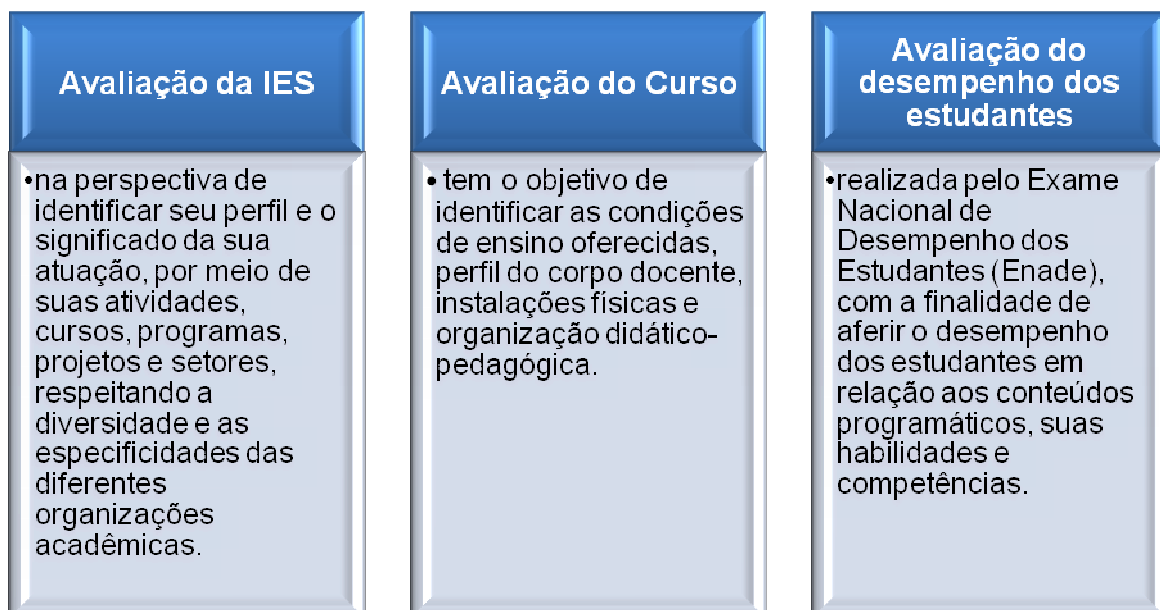 Avaliação da IES
•na perspectiva de
identificar seu perfil e o
significado da sua
atuação, por meio de
suas atividades,
cursos, programas,
projetos e setores,
respeitando a
diversidade e as
especificidades das
diferentes
organizações
acadêmicas.
Avaliação do Curso
• tem o objetivo de
identificar as condições
de ensino oferecidas,
perfil do corpo docente,
instalações físicas e
organização didático-
pedagógica.
Avaliação do
desempenho dos
estudantes
•realizada pelo Exame
Nacional de
Desempenho dos
Estudantes (Enade),
com a finalidade de
aferir o desempenho
dos estudantes em
relação aos conteúdos
programáticos, suas
habilidades e
competências.